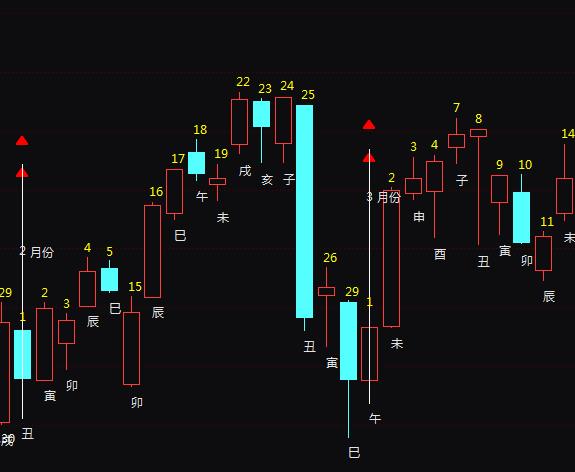 22 23 24 25
7 8
18 3 4 14
17 19 2 9 10
16 子
戌 亥 子
午 3 月份 申
未 11
巳 酉 未
4 5 2 月份 26 丑 寅 卯
29 2 15 29 辰
3 1
1 巳 辰
辰
丑 未
寅
卯
寅
卯
丑 午
巳